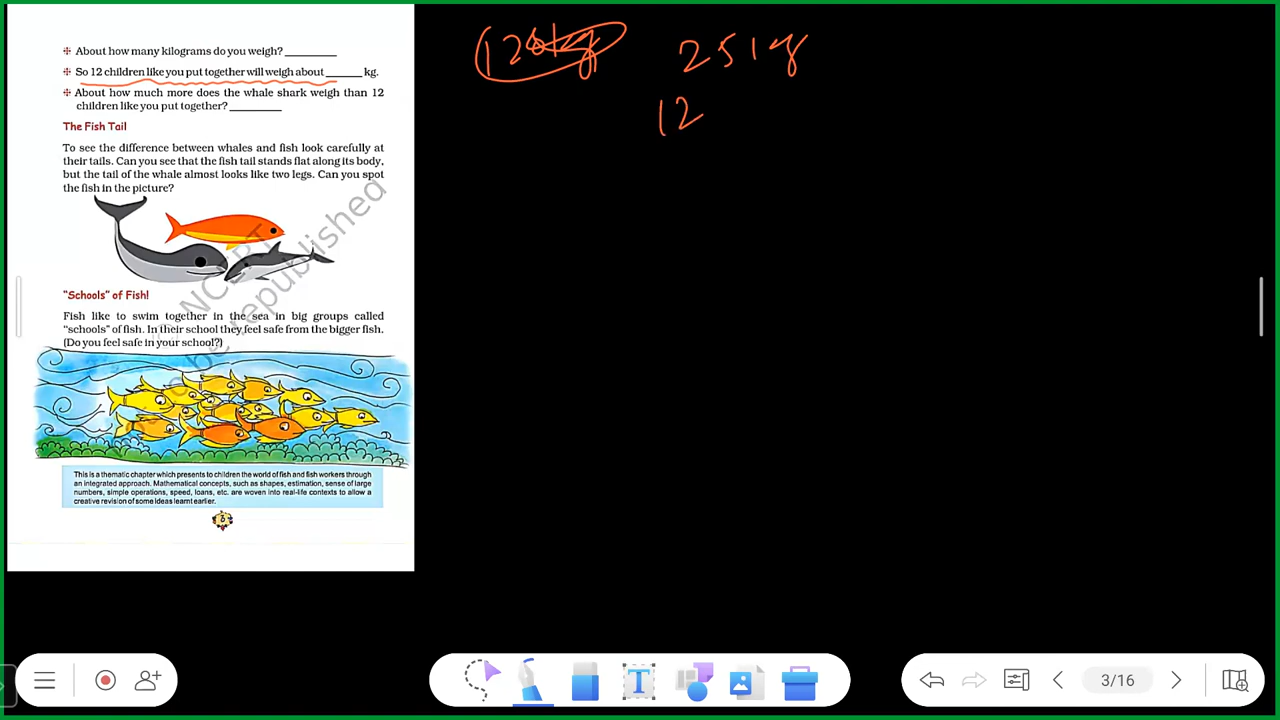 ✤ About how many kilograms do you weigh? ________
✤ So 12 children like you put together will weigh about ______ kg.
✤ About how much more does the whale shark weigh than 12
children like you put together? ________
The Fish Tail
To see the difference between whales and fish look carefully at
their tails. Can you see that the fish tail stands flat along its body,
but the tail of the whale almost looks like two legs. Can you spot
the fish in the picture?
"Schools" of Fish!
Fish like to swim together in the sea in big groups called
"schools" of fish. In their school they feel safe from the bigger fish.
(Do you feel safe in your school?)
This is a thematic chapter which presents to children the world of fish and fish workers through
an integrated approach. Mathematical concepts, such as shapes, estimation, sense of large
numbers, simple operations, speed, loans, etc. are woven into real-life contexts to allow a
creative revision of some ideas learnt earlier.
NCERT
be republished
12
T
3/16